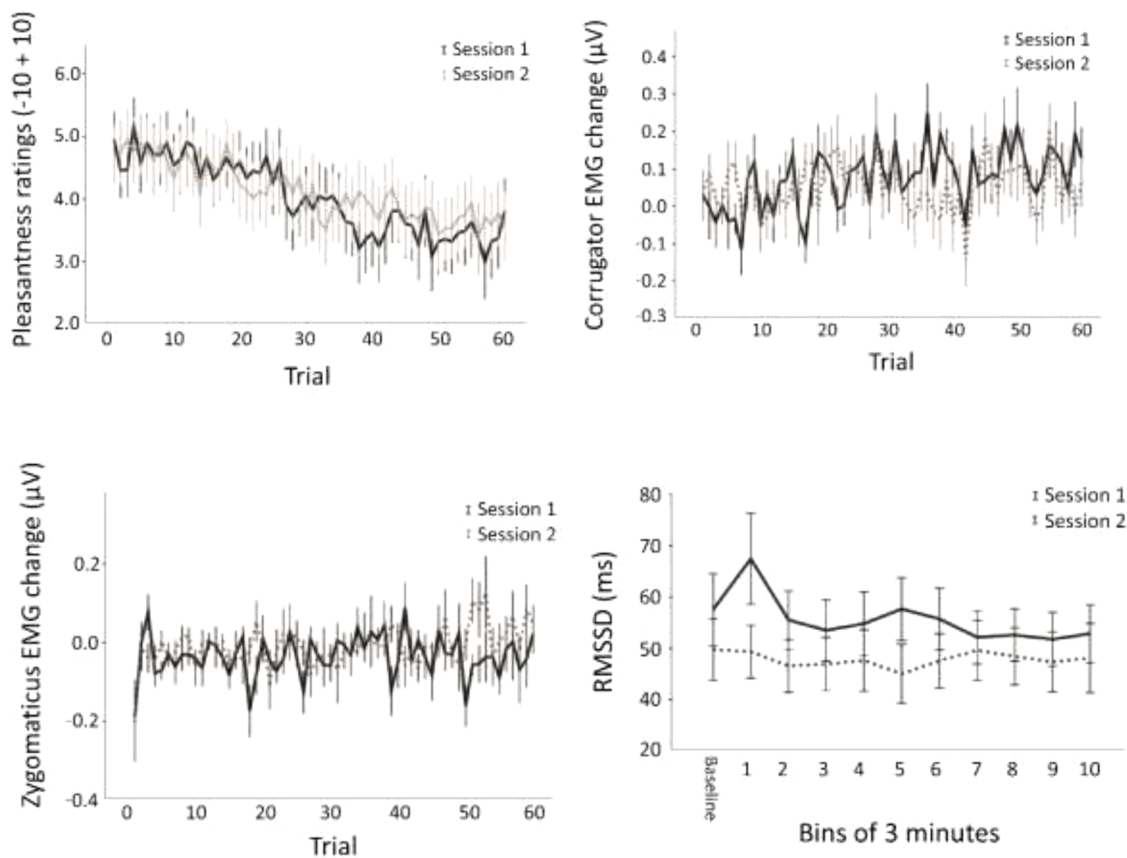 Pleasantness ratings (-10 + 10)
Session 1
Session 2
6.0
5.0
4.0
3.0
2.0
0 10 20 30 40 50 60
Trial
Corrugator EMG change (µV)
Session 1
Session 2
0.4
0.3
0.2
0.1
0.0
-0.1
-0.2
-0.3
0 10 20 30 40 50 60
Trial
Zygomaticus EMG change (µV)
Session 1
Session 2
0.2
0.0
-0.2
-0.4
0 10 20 30 40 50 60
Trial
RMSSD (ms)
Session 1
Session 2
80
70
60
50
40
20
Baseline 1 2 3 4 5 6 7 8 9 10
Bins of 3 minutes